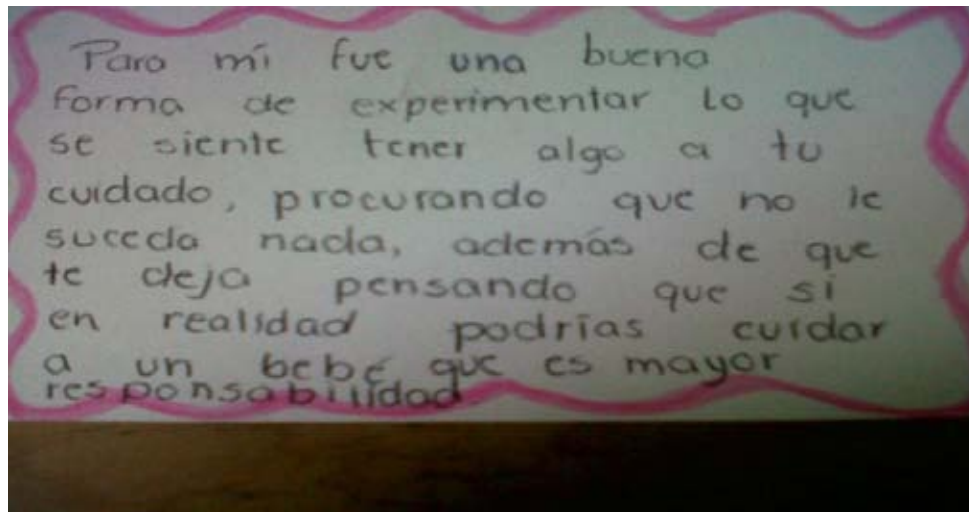 Para mi fue una buena
forma de experimentar lo que
se siente tener algo a tu
cuidado, procurando que no le
suceda nada, además de que
te deja pensando que si
en realidad podrías cuidar
a un bebé que es mayor
responsabilidad.